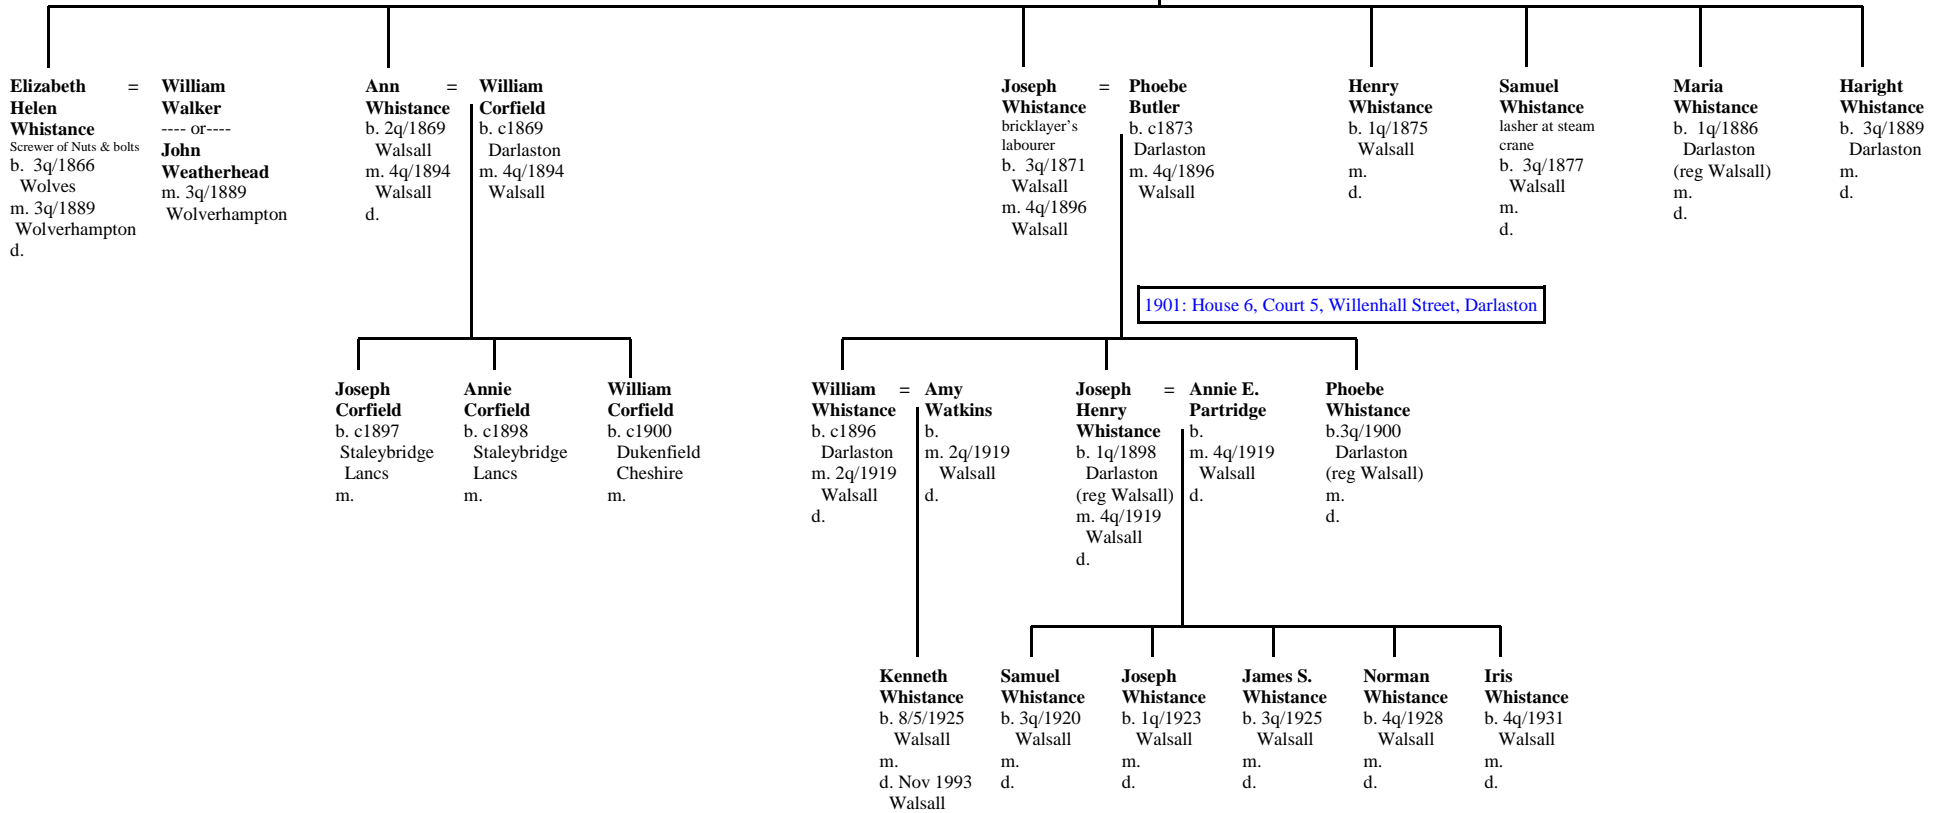 Elizabeth = William
Helen Walker
Whistance ---- or----
Screwer of Nuts & bolts John
b. 3q/1866 Weatherhead
Wolves m. 3q/1889
m. 3q/1889 Wolverhampton
Wolverhampton
d.
Ann = William
Whistance Corfield
b. 2q/1869 b. c1869
Walsall Darlaston
m. 4q/1894 m. 4q/1894
Walsall Walsall
d.
Joseph = Phoebe
Whistance Butler
bricklayer's b. c1873
labourer Darlaston
b. 3q/1871 m. 4q/1896
Walsall Walsall
m. 4q/1896
Walsall
Henry
Whistance
b. 1q/1875
Walsall
m.
d.
Samuel
Whistance
lasher at steam
crane
b. 3q/1877
Walsall
m.
d.
Maria
Whistance
b. 1q/1886
Darlaston
(reg Walsall)
m.
d.
Haright
Whistance
b. 3q/1889
Darlaston
m.
d.
1901: House 6, Court 5, Willenhall Street, Darlaston
Joseph
Corfield
b. c1897
Staleybridge
Lancs
m.
Annie
Corfield
b. c1898
Staleybridge
Lancs
m.
William
Corfield
b. c1900
Dukenfield
Cheshire
m.
William = Amy
Whistance Watkins
b. c1896 b.
Darlaston m. 2q/1919
m. 2q/1919 Walsall
Walsall d.
d.
Joseph = Annie E.
Henry Partridge
Whistance b.
b. 1q/1898 m. 4q/1919
Darlaston Walsall
(reg Walsall) d.
m. 4q/1919
Walsall
d.
Phoebe
Whistance
b.3q/1900
Darlaston
(reg Walsall)
m.
d.
Kenneth
Whistance
b. 8/5/1925
Walsall
m.
d. Nov 1993
Walsall
Samuel
Whistance
b. 3q/1920
Walsall
m.
d.
Joseph
Whistance
b. 1q/1923
Walsall
m.
d.
James S.
Whistance
b. 3q/1925
Walsall
m.
d.
Norman
Whistance
b. 4q/1928
Walsall
m.
d.
Iris
Whistance
b. 4q/1931
Walsall
m.
d.